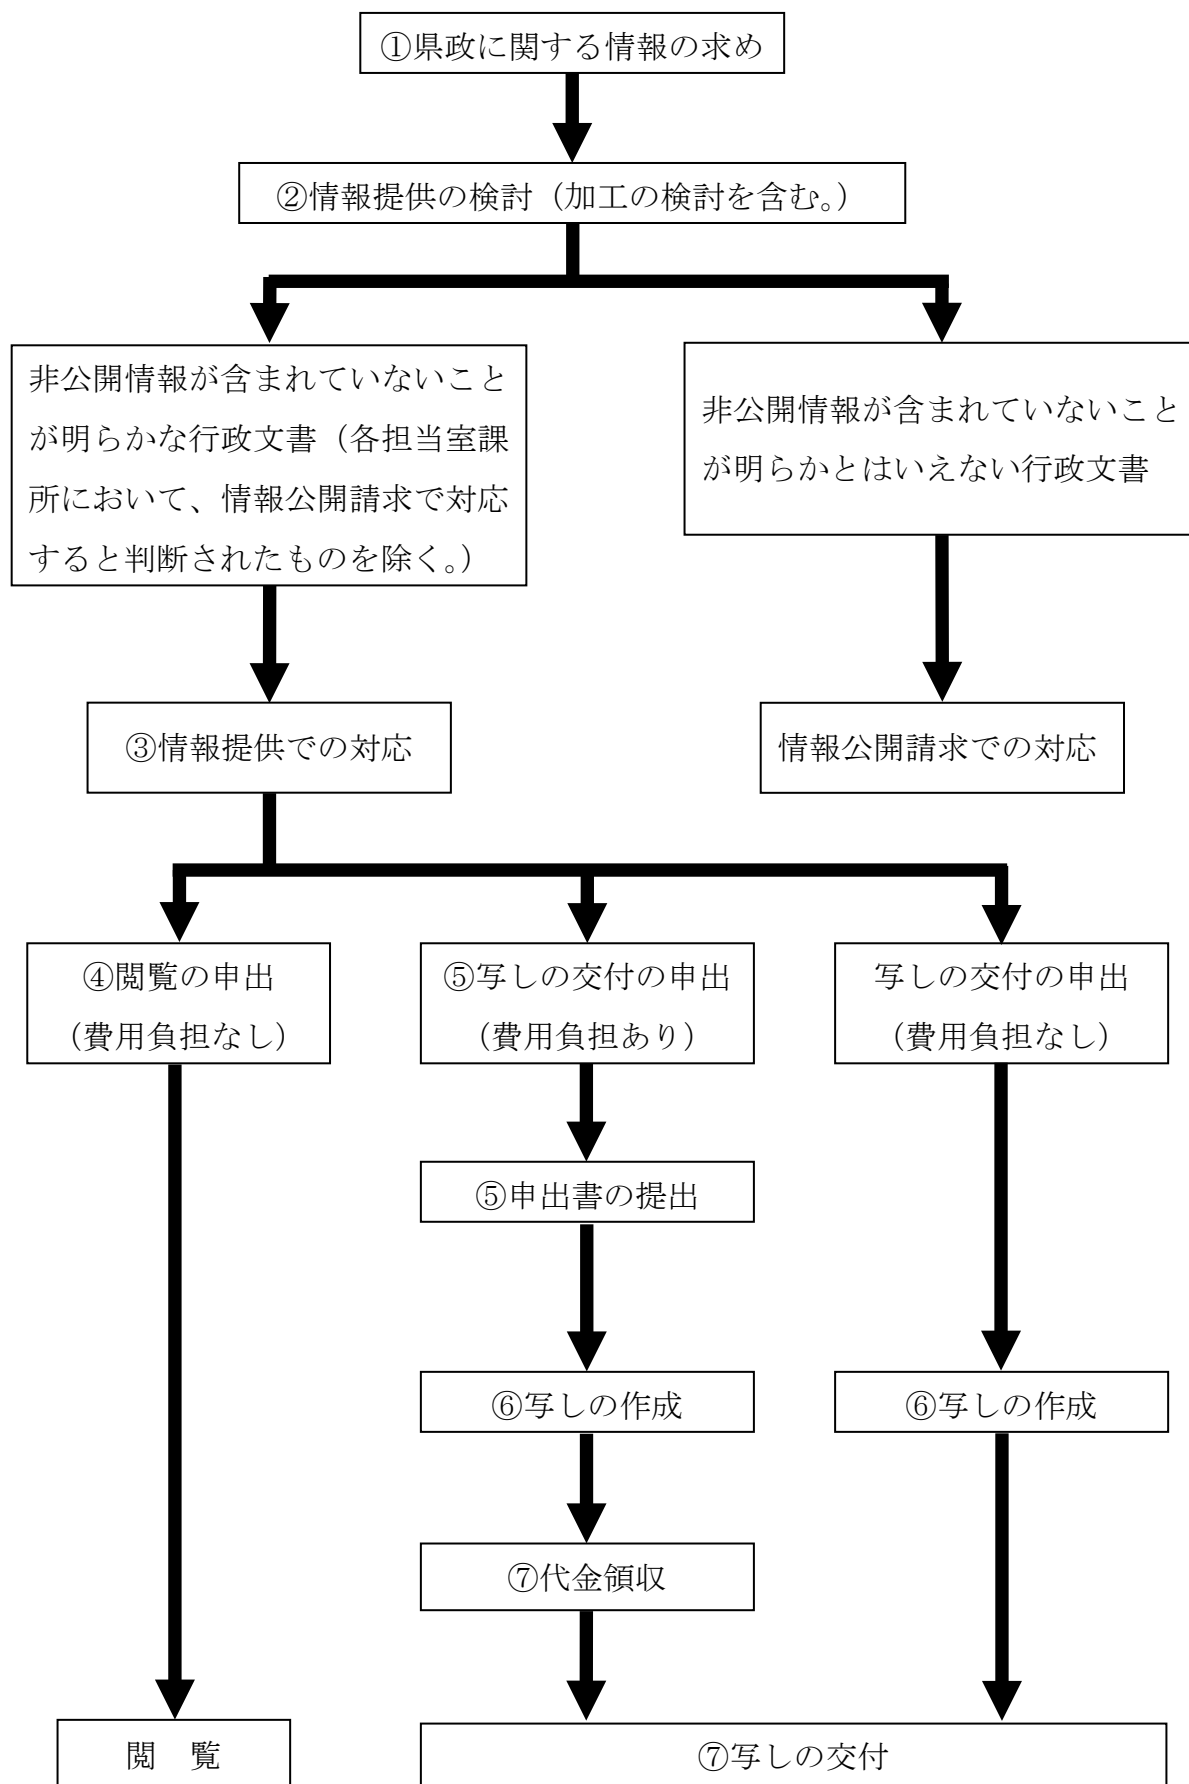 ①県政に関する情報の求め
②情報提供の検討（加工の検討を含む。）
非公開情報が含まれていないこと
が明らかな行政文書（各担当室課
所において、情報公開請求で対応
すると判断されたものを除く。）
非公開情報が含まれていないこと
が明らかとはいえない行政文書
③情報提供での対応
情報公開請求での対応
④閲覧の申出
（費用負担なし）
⑤写しの交付の申出
（費用負担あり）
写しの交付の申出
（費用負担なし）
⑤申出書の提出
⑥写しの作成
⑥写しの作成
⑦代金領収
閲　覧
⑦写しの交付